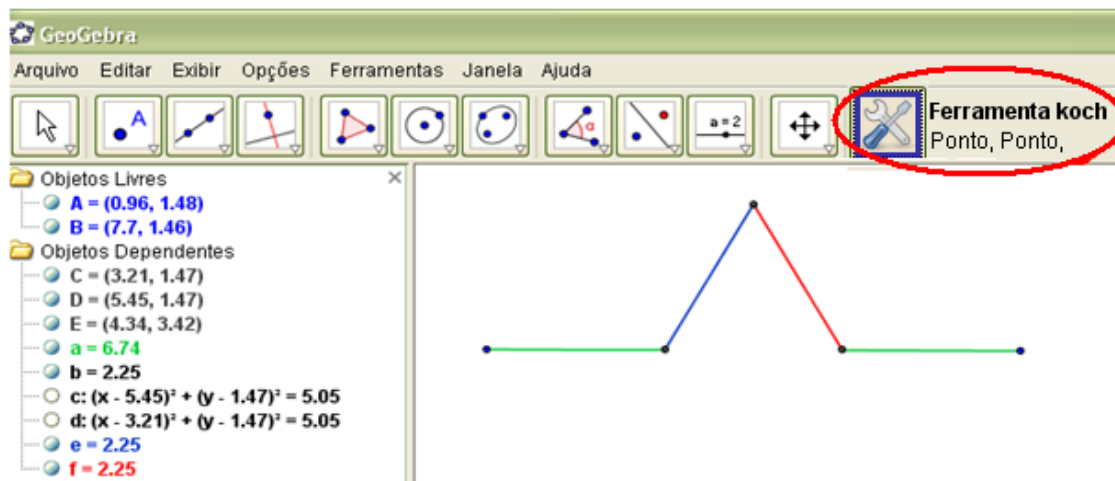 GeoGebra
Arquivo Editar Exibir Opções Ferramentas Janela Ajuda
A
α
a = 2
Ferramenta koch
Ponto, Ponto,
Objetos Livres
A = (0.96, 1.48)
B = (7.7, 1.46)
Objetos Dependentes
C = (3.21, 1.47)
D = (5.45, 1.47)
E = (4.34, 3.42)
a = 6.74
b = 2.25
c: (x - 5.45)² + (y - 1.47)² = 5.05
d: (x - 3.21)² + (y - 1.47)² = 5.05
e = 2.25
f = 2.25